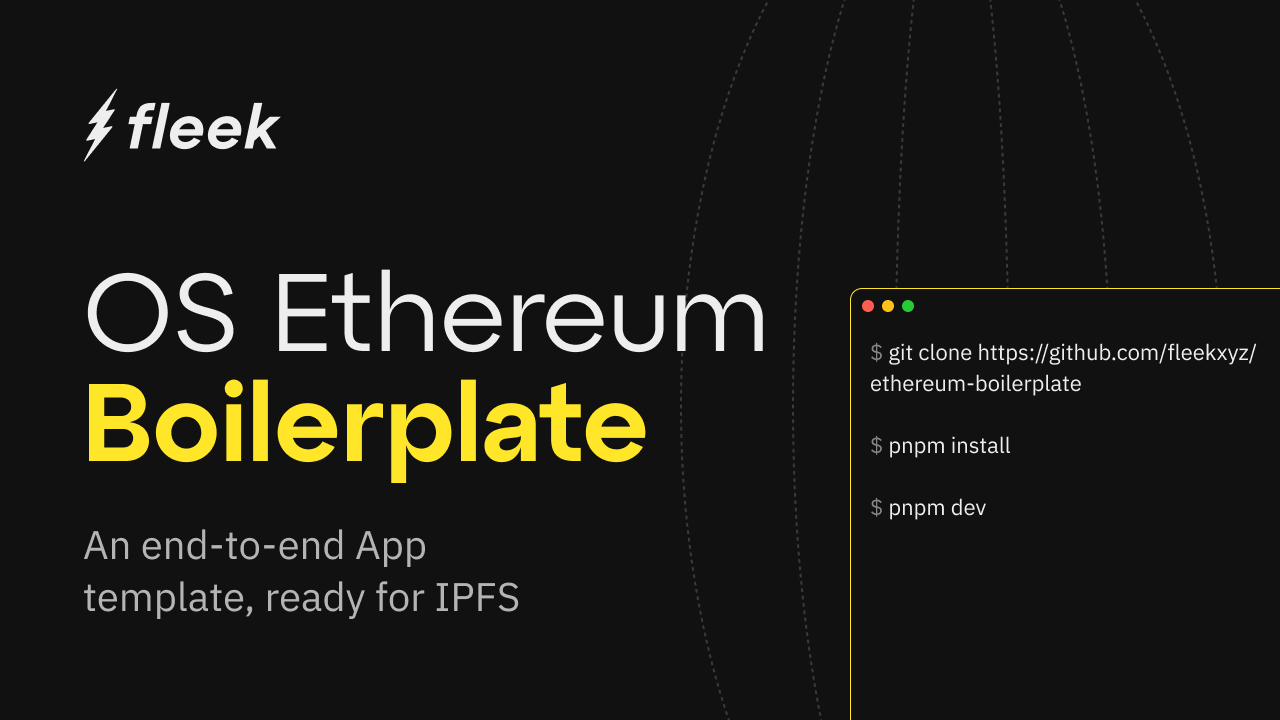 fleek
OS Ethereum
Boilerplate
An end-to-end App
template, ready for IPFS
$ git clone https://github.com/fleekxyz/
ethereum-boilerplate
$ pnpm install
$ pnpm dev